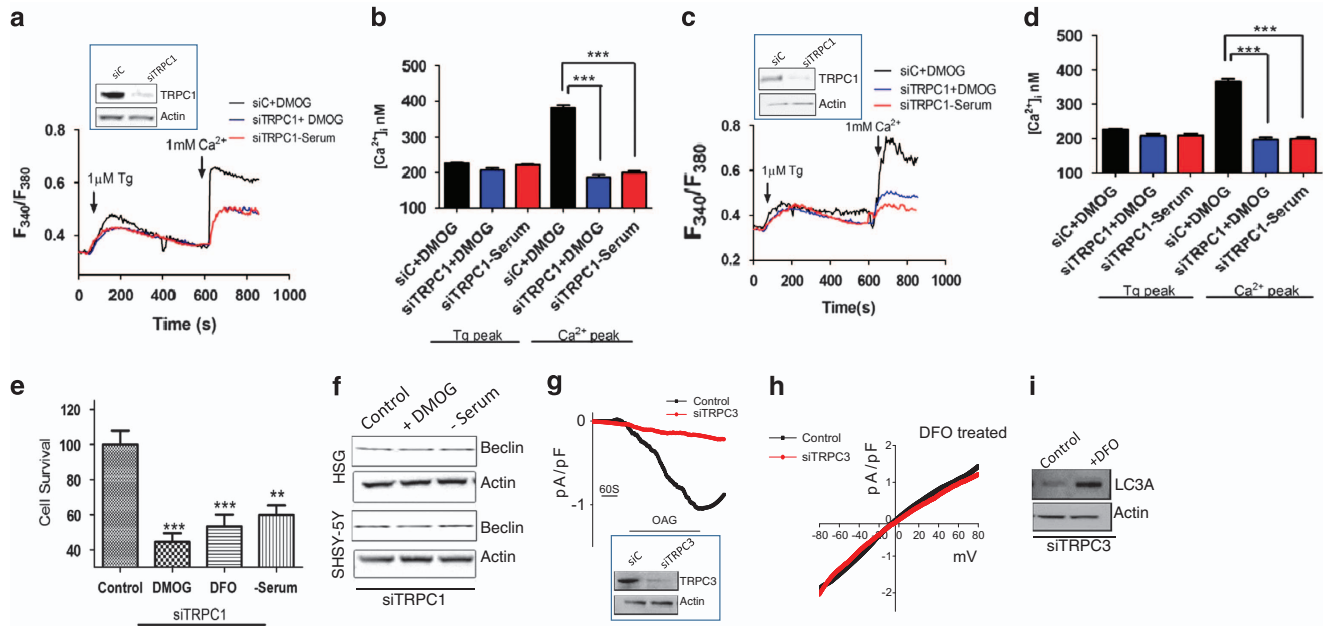 a
siC
siTRPC1
TRPC1
Actin
siC+DMOG
siTRPC1+ DMOG
siTRPC1-Serum
1mM Ca2+
1µM Tg
F340/F380
0.8
0.6
0.4
0 200 400 600 800 1000
Time (s)
b
[Ca2+]i nM
500
400
300
200
100
***
***
siC+DMOG
siTRPC1+DMOG
siTRPC1-Serum
siC+DMOG
siTRPC1+DMOG
siTRPC1-Serum
Tg peak
Ca2+ peak
c
siC
siTRPC1
TRPC1
Actin
siC+DMOG
siTRPC1+DMOG
siTRPC1-Serum
1mM Ca2+
1µM Tg
F340/F380
0.8
0.6
0.4
0.2
0 200 400 600 800 1000
Time(s)
d
[Ca2+]i nM
500
400
300
200
100
***
***
siC+DMOG
siTRPC1+DMOG
siTRPC1-Serum
siC+DMOG
siTRPC1+DMOG
siTRPC1-Serum
Tg peak
Ca2+ peak
e
Cell Survival
120
100
80
60
40
***
***
**
Control DMOG DFO -Serum
siTRPC1
f
Control
+ DMOG
- Serum
HSG
Beclin
Actin
SHSY-5Y
Beclin
Actin
siTRPC1
g
Control
siTRPC3
pA/pF
0
-1
60S
OAG
siC
siTRPC3
TRPC3
Actin
h
Control
siTRPC3
DFO treated
pA/pF
2
1
-80 -60 -40 -20 0 20 40 60 80
mV
-1
-2
i
Control
+DFO
LC3A
Actin
siTRPC3